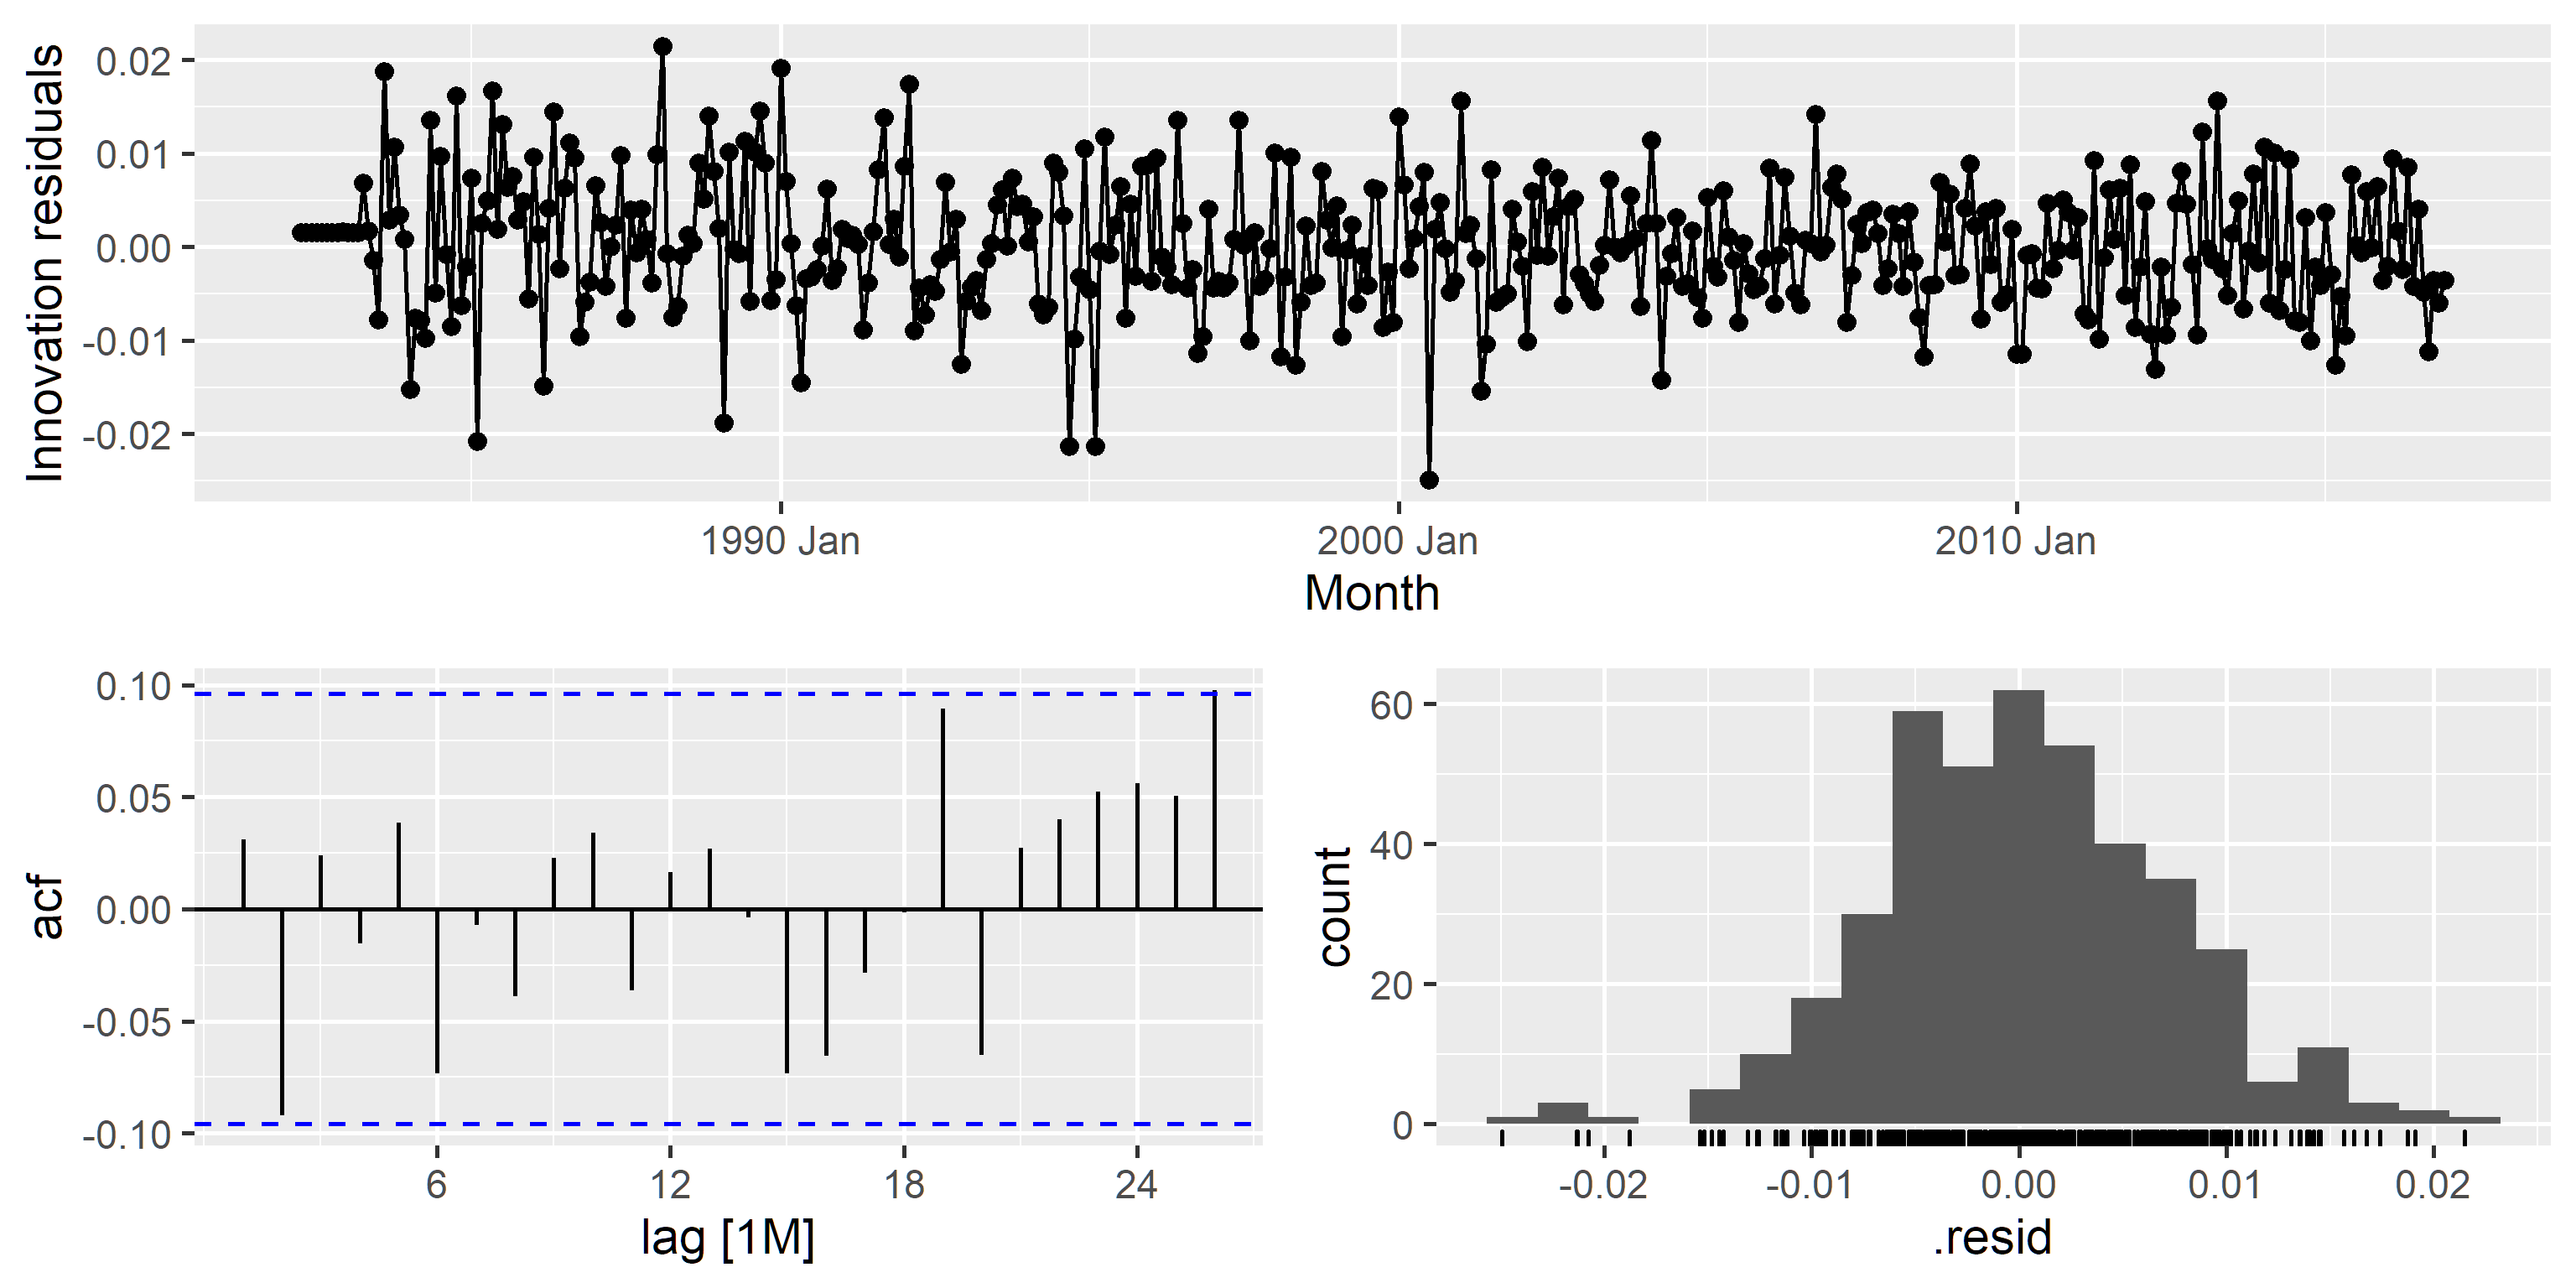 Innovation residuals
0.02
0.01
0.00
-0.01
-0.02
1990 Jan 2000 Jan 2010 Jan
Month
acf
0.10
0.05
0.00
-0.05
-0.10
6 12 18 24
lag [1M]
count
60
40
20
0
-0.02 -0.01 0.00 0.01 0.02
.resid